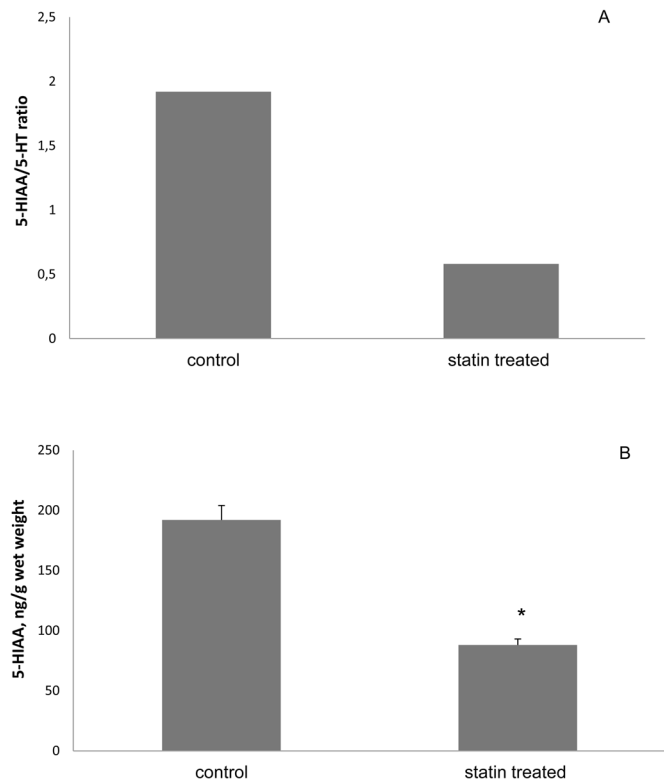 A
2,5
2
1,5
1
0,5
0
5-HIAA/5-HT ratio
control statin treated
B
250
200
150
100
50
0
5-HIAA, ng/g wet weight
*
control statin treated